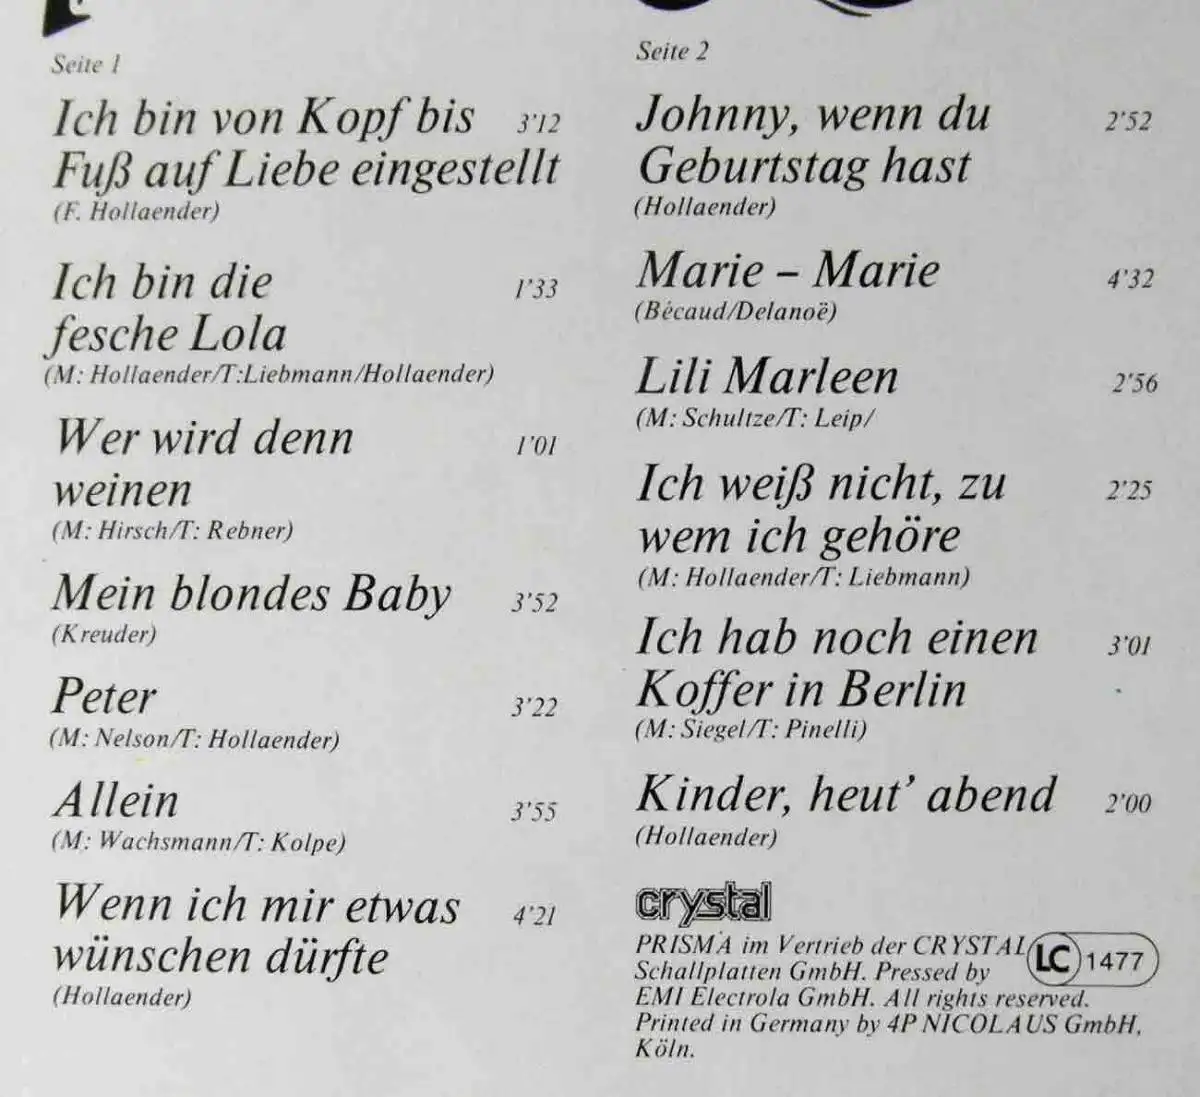 Seite 1
Ich bin von Kopf bis 3'12
Fuß auf Liebe eingestellt
(F. Hollaender)
Ich bin die 1'33
fesche Lola
(M: Hollaender/T:Liebmann/Hollaender)
Wer wird denn 1'01
weinen
(M: Hirsch/T: Rebner)
Mein blondes Baby 3'52
(Kreuder)
Peter 3'22
(M: Nelson/T: Hollaender)
Allein 3'55
(M: Wachsmann/T: Kolpe)
Wenn ich mir etwas 4'21
wünschen dürfte
(Hollaender)
Seite 2
Johnny, wenn du 2'52
Geburtstag hast
(Hollaender)
Marie – Marie 4'32
(Bécaud/Delanoë)
Lili Marleen 2'56
(M: Schultze/T: Leip/
Ich weiß nicht, zu 2'25
wem ich gehöre
(M: Hollaender/T: Liebmann)
Ich hab noch einen 3'01
Koffer in Berlin
(M: Siegel/T: Pinelli)
Kinder, heut' abend 2'00
(Hollaender)
crystal
PRISMA im Vertrieb der CRYSTAL
Schallplatten GmbH. Pressed by
LC 1477
EMI Electrola GmbH. All rights reserved.
Printed in Germany by 4P NICOLAUS GmbH,
Köln.